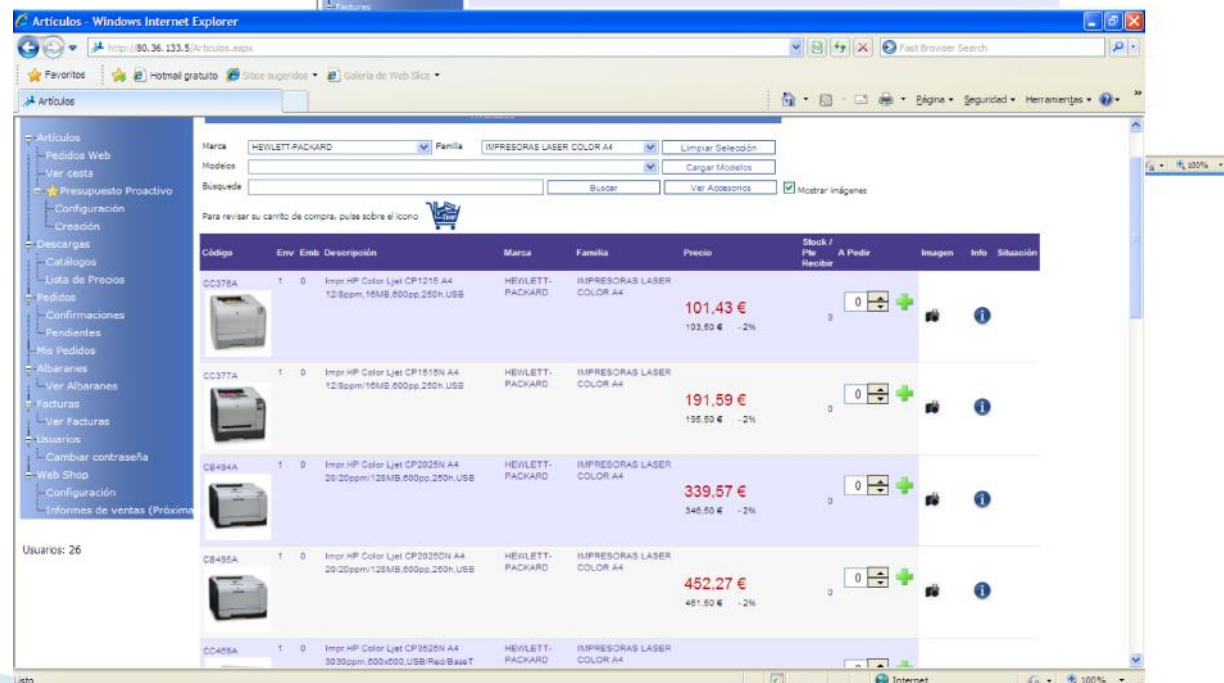 Facturas
Artículos - Windows Internet Explorer
http://80.36.133.5/Articulos.aspx
Fast Browser Search
Favoritos Hotmail gratuito Sitios sugeridos Galería de Web Slice
Artículos
Página Seguridad Herramientas
100%
Artículos
Pedidos Web
Ver cesta
Presupuesto Proactivo
Configuración
Creación
Descargas
Catálogos
Lista de Precios
Pedidos
Confirmaciones
Pendientes
Mis Pedidos
Albaranes
Ver Albaranes
Facturas
Ver Facturas
Usuarios
Cambiar contraseña
Web Shop
Configuración
Informes de ventas (Próxima
Usuarios: 26
Marca HEWLETT-PACKARD Familia IMPRESORAS LASER COLOR A4 Limpiar Selección
Modelos Cargar Modelos
Búsqueda Buscar Ver Accesorios Mostrar imágenes
Para revisar su carrito de compra, pulse sobre el icono
Código Env Emb Descripción Marca Familia Precio Stock / Pte Recibir A Pedir Imagen Info Situación
CC376A 1 0 Impr.HP Color Ljet CP1215 A4 HEWLETT- IMPRESORAS LASER
12/8ppm,16MB,600pp,250h,USB PACKARD COLOR A4
101,43 € 0
103,50 € -2% 9
CC377A 1 0 Impr.HP Color Ljet CP1515N A4 HEWLETT- IMPRESORAS LASER
12/8ppm/16MB,600pp,250h,USB PACKARD COLOR A4
191,59 € 0
195,50 € -2% 0
CB494A 1 0 Impr.HP Color Ljet CP2025N A4 HEWLETT- IMPRESORAS LASER
20/20ppm/128MB,600pp,250h,USB PACKARD COLOR A4
339,57 € 0
346,50 € -2% 0
CB495A 1 0 Impr.HP Color Ljet CP2025DN A4 HEWLETT- IMPRESORAS LASER
20/20ppm/128MB,600pp,250h,USB PACKARD COLOR A4
452,27 € 0
461,50 € -2% 0
CC468A 1 0 Impr.HP Color Ljet CP3525N A4 HEWLETT- IMPRESORAS LASER
3030ppm,600x600,USB/Red/BaseT PACKARD COLOR A4
Listo Internet 100%